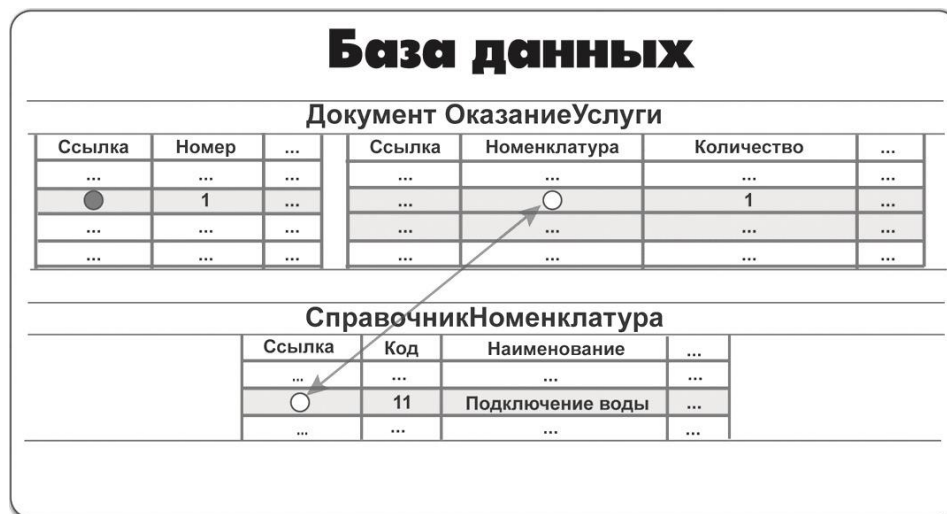 База данных
Документ ОказаниеУслуги
Ссылка Номер ... Ссылка Номенклатура Количество ...
... ... ... ... ... ... ...
1 ... ... 1 ...
... ... ... ... ... ... ...
... ... ... ... ... ... ...
СправочникНоменклатура
Ссылка Код Наименование ...
... ... ... ...
11 Подключение воды ...
... ... ... ...